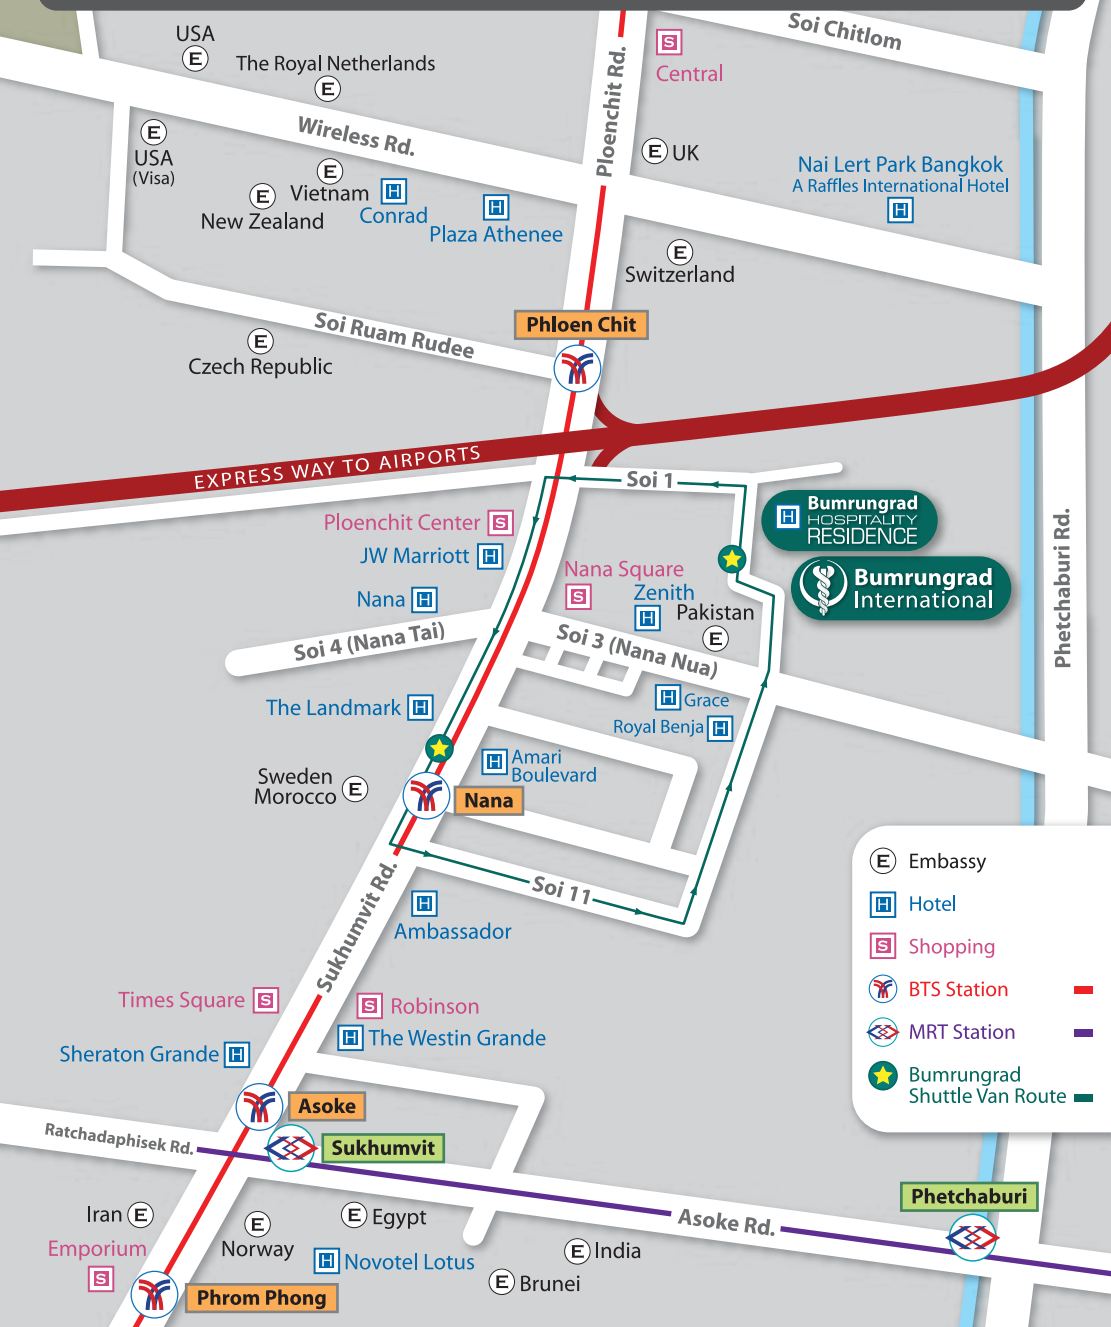 USA
E
Soi Chitlom
The Royal Netherlands
E
S
Central
Ploenchit Rd.
Wireless Rd.
E
USA
(Visa)
E UK
E
Vietnam
E
New Zealand
H
Conrad
H
Plaza Athenee
Nai Lert Park Bangkok
A Raffles International Hotel
H
E
Switzerland
Phloen Chit
Soi Ruam Rudee
E
Czech Republic
EXPRESS WAY TO AIRPORTS
Soi 1
Ploenchit Center S
JW Marriott H
Bumrungrad
H HOSPITALITY
RESIDENCE
Phetchaburi Rd.
Nana Square
S
Bumrungrad
International
Nana H
Zenith
H
Pakistan
E
Soi 4 (Nana Tai)
Soi 3 (Nana Nua)
The Landmark H
H Grace
Royal Benja H
H Amari
Boulevard
Sweden
Morocco E
Nana
Sukhumvit Rd.
Soi 11
H
Ambassador
E Embassy
H Hotel
S Shopping
BTS Station
MRT Station
Bumrungrad
Shuttle Van Route
Times Square S
S Robinson
H The Westin Grande
Sheraton Grande H
Asoke
Ratchadaphisek Rd.
Sukhumvit
Phetchaburi
Asoke Rd.
Iran E
E
Norway
E Egypt
Emporium
S
H Novotel Lotus
E India
E Brunei
Phrom Phong